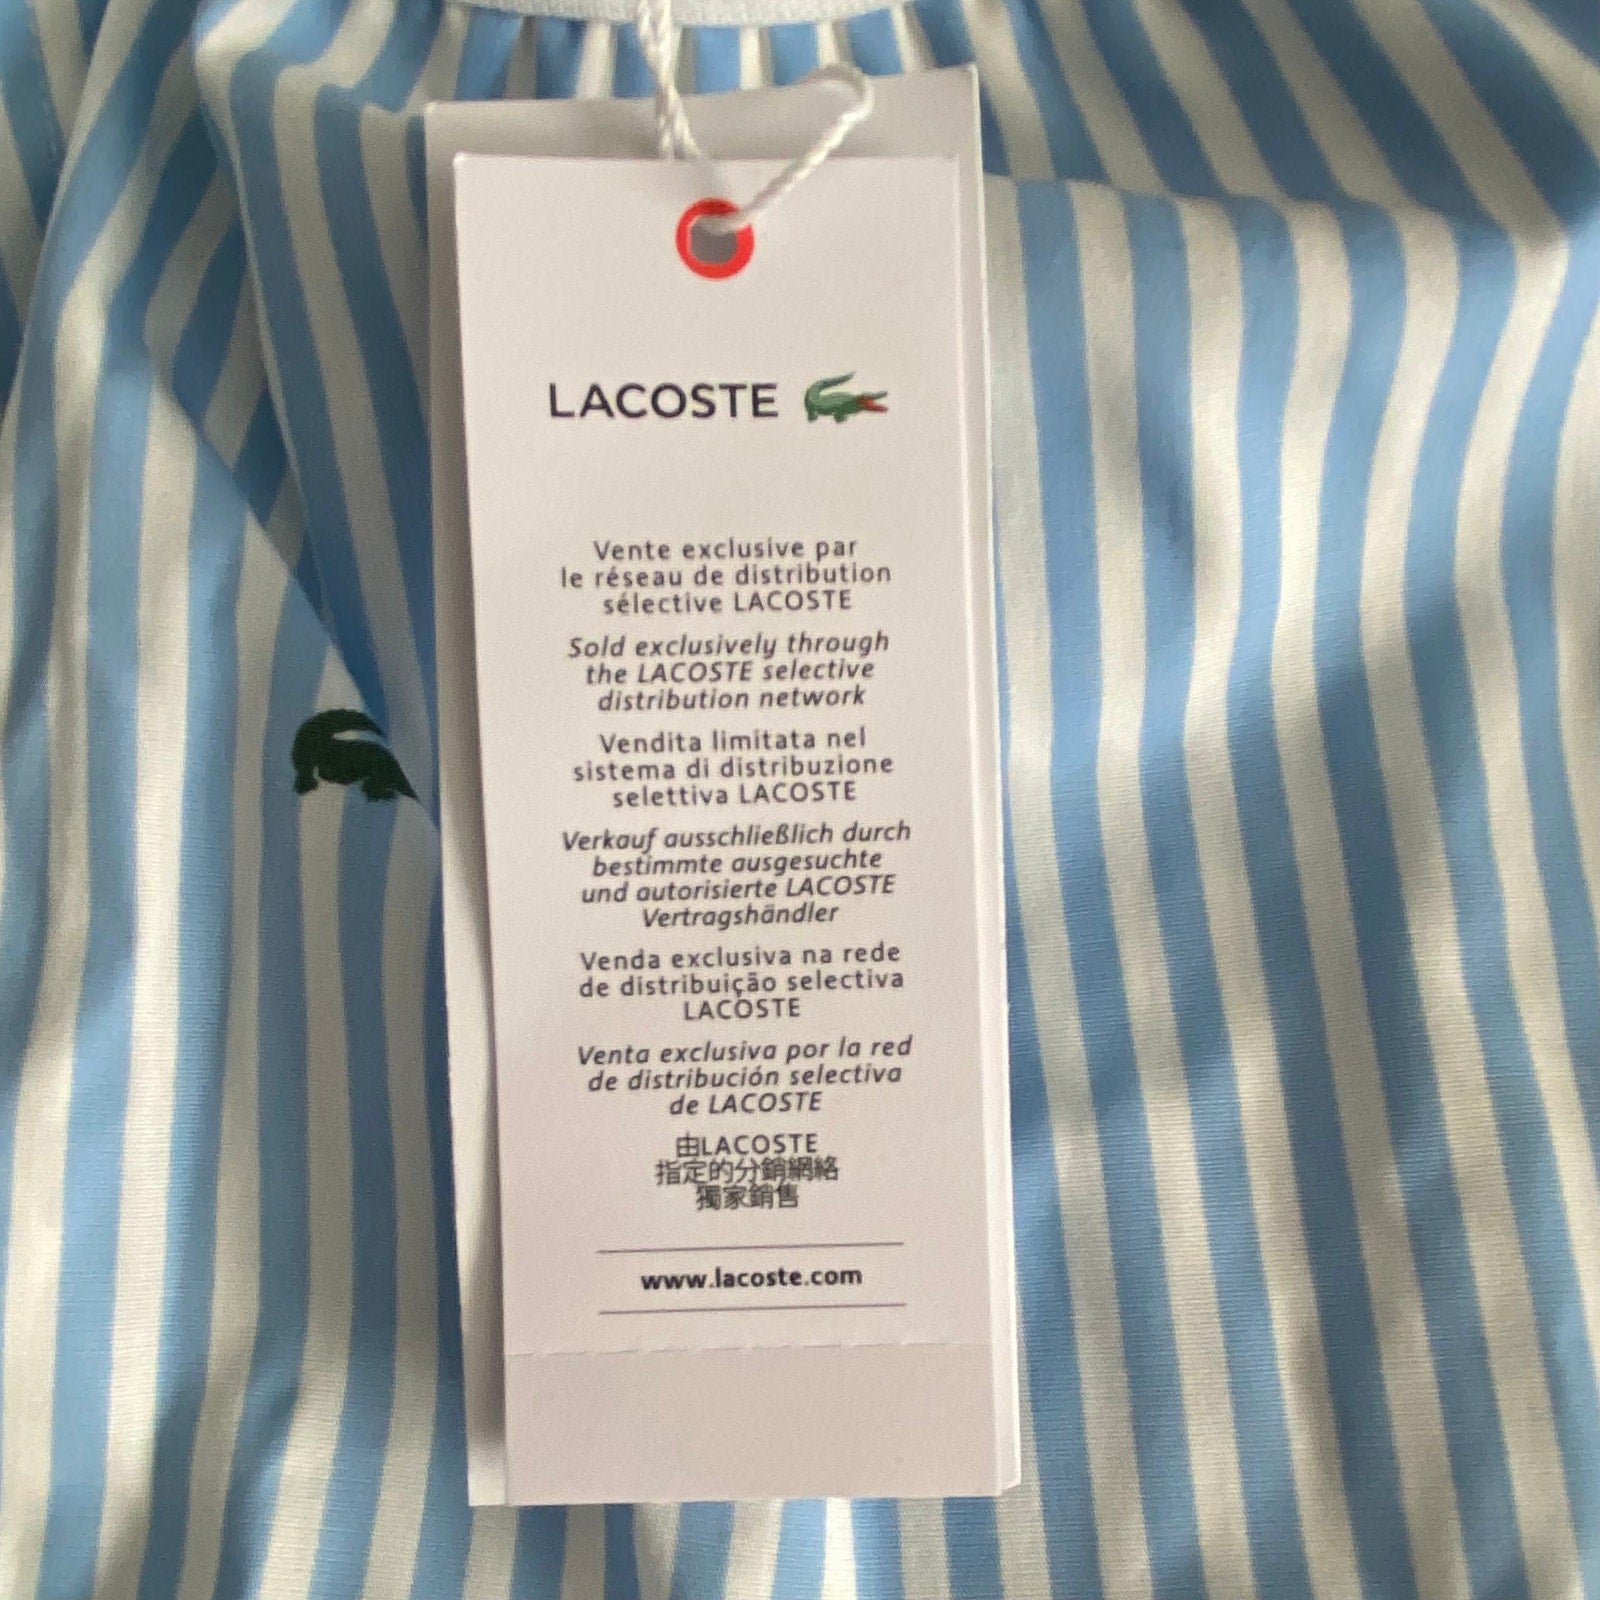 LACOSTE
Vente exclusive par
le réseau de distribution
sélective LACOSTE
Sold exclusively through
the LACOSTE selective
distribution network
Vendita limitata nel
sistema di distribuzione
selettiva LACOSTE
Verkauf ausschließlich durch
bestimmte ausgesuchte
und autorisierte LACOSTE
Vertragshändler
Venda exclusiva na rede
de distribuição selectiva
LACOSTE
Venta exclusiva por la red
de distribución selectiva
de LACOSTE
由LACOSTE
指定的分銷網絡
獨家銷售
www.lacoste.com